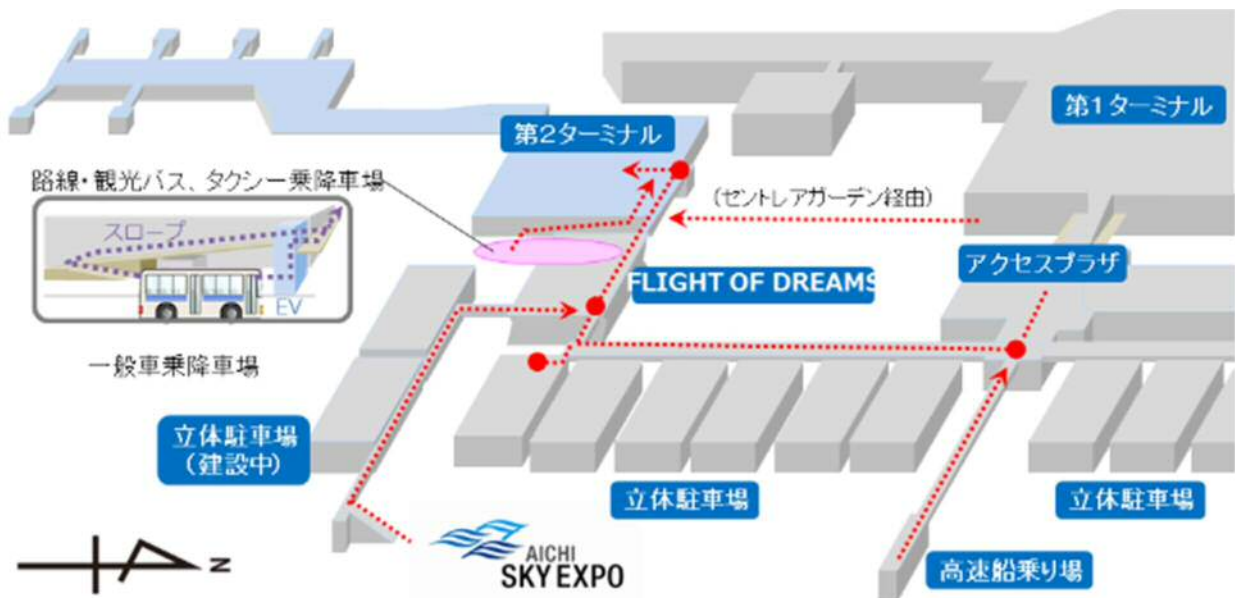 第1ターミナル
第2ターミナル
路線・観光バス、タクシー乗降車場
(セントレアガーデン経由)
スロープ
EV
アクセスプラザ
FLIGHT OF DREAMS
一般車乗降車場
立体駐車場
(建設中)
立体駐車場
立体駐車場
高速船乗り場
AICHI
SKY EXPO
N